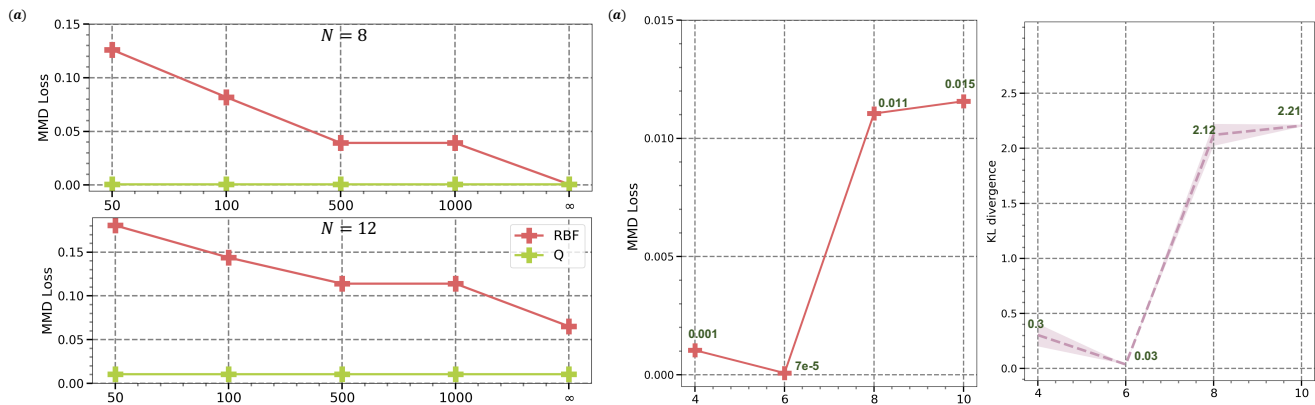 (a)
N = 8
MMD Loss
0.15
0.10
0.05
0.00
50 100 500 1000 ∞
N = 12
MMD Loss
0.15
0.10
0.05
0.00
RBF
Q
50 100 500 1000 ∞
(a)
MMD Loss
0.015
0.010
0.005
0.000
0.001
7e-5
0.011
0.015
4 6 8 10
KL divergence
2.5
2.0
1.5
1.0
0.5
0.0
0.3
0.03
2.12
2.21
4 6 8 10